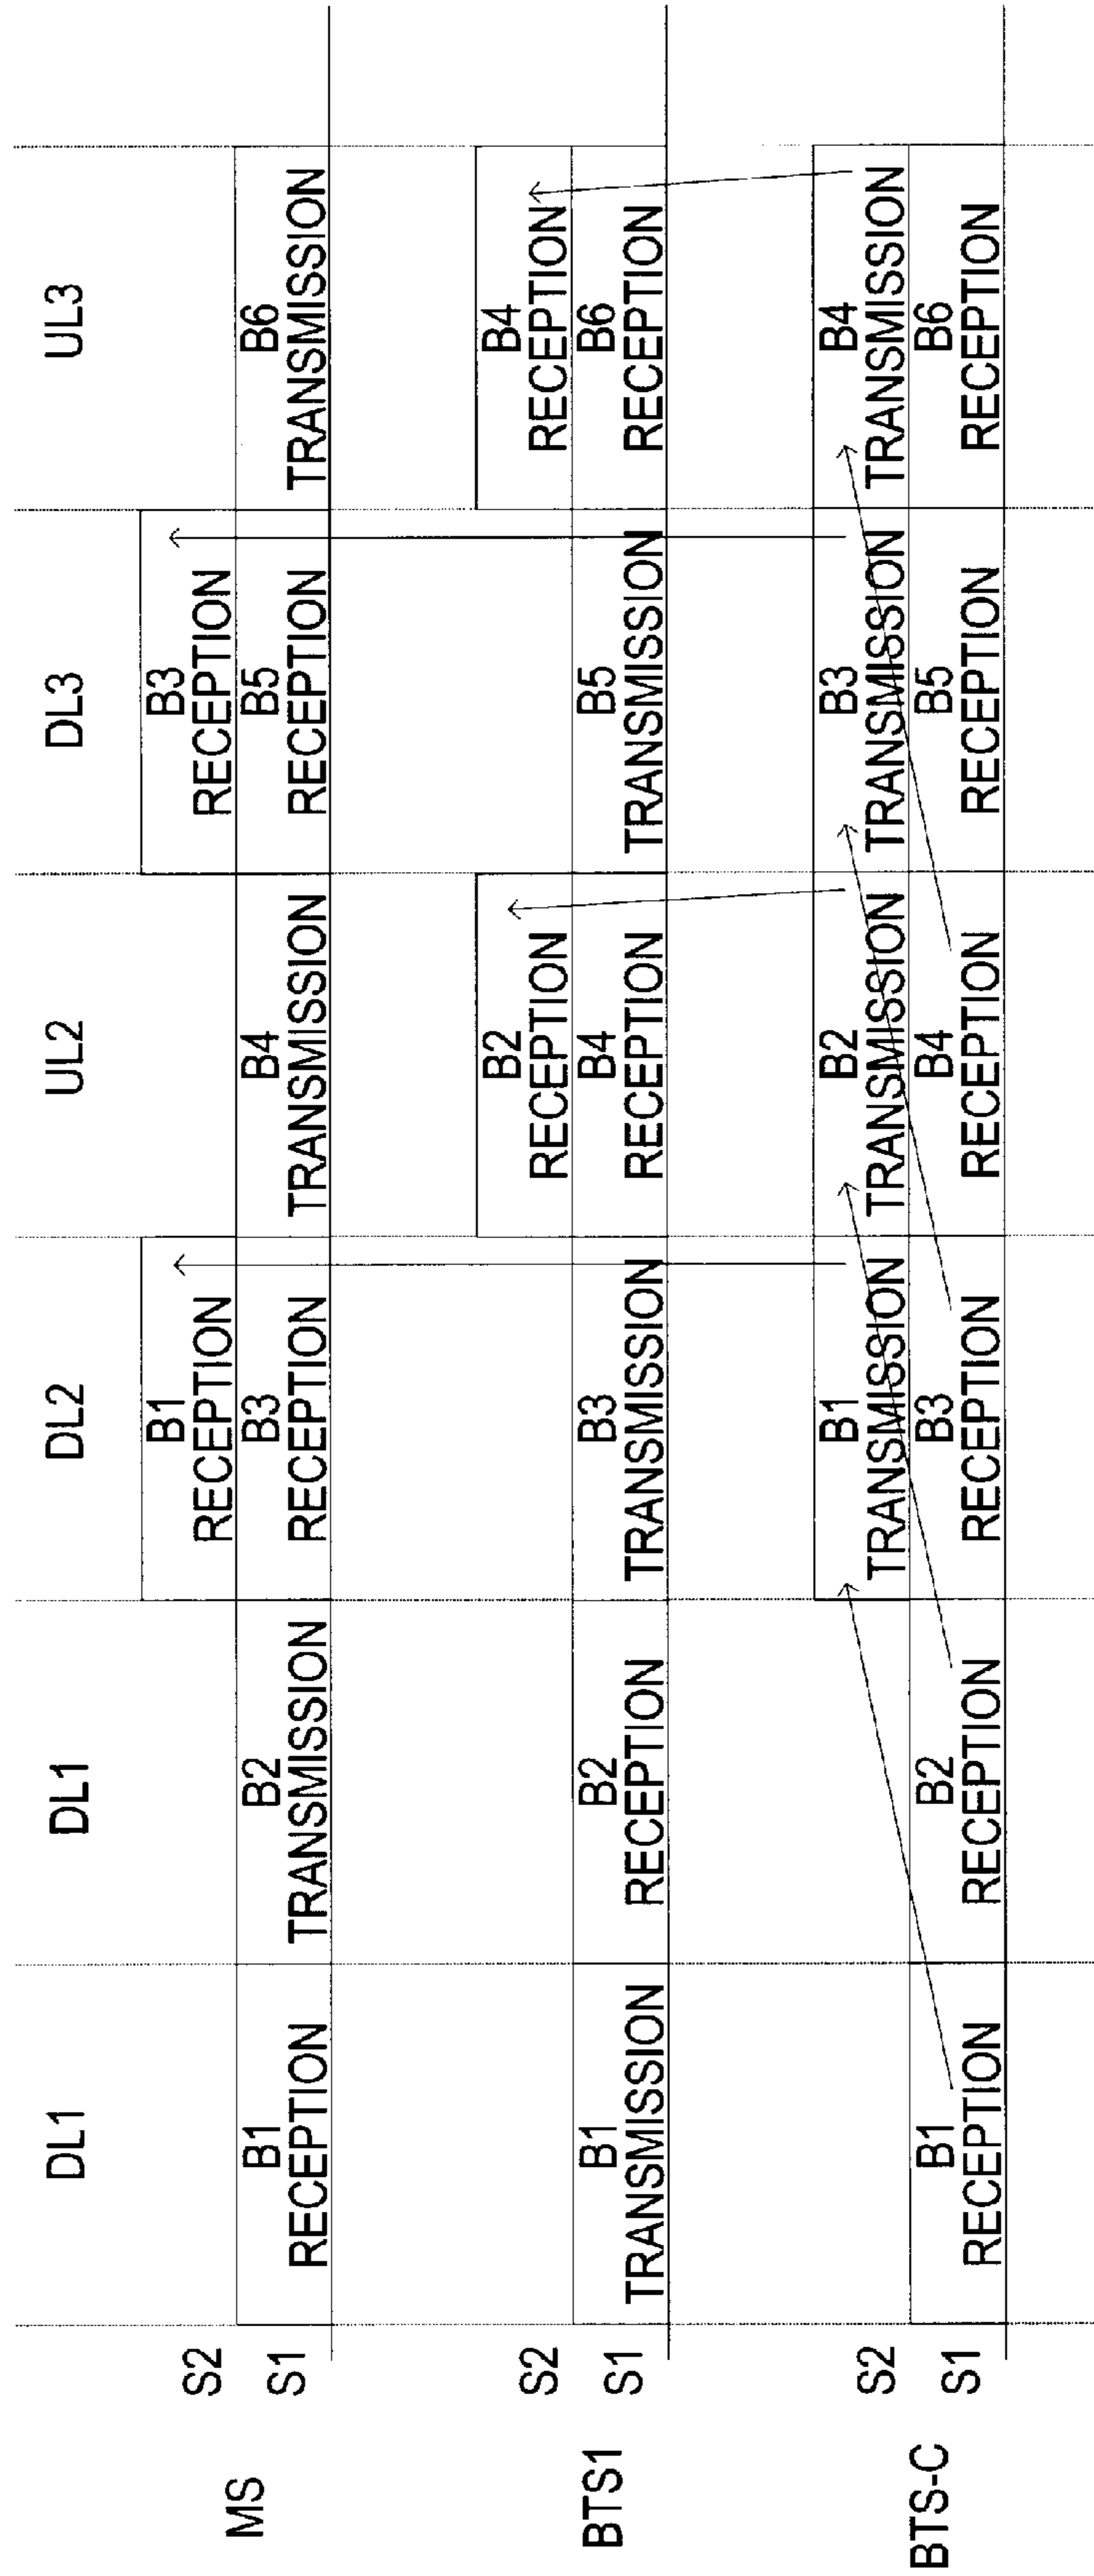 DL1 DL1 DL2 UL2 DL3 UL3
MS
S2
B1
RECEPTION
B3
RECEPTION
S1
B1
RECEPTION
B2
TRANSMISSION
B3
RECEPTION
B4
TRANSMISSION
B5
RECEPTION
B6
TRANSMISSION
BTS1
S2
B2
RECEPTION
B4
RECEPTION
S1
B1
TRANSMISSION
B2
RECEPTION
B3
TRANSMISSION
B4
RECEPTION
B5
TRANSMISSION
B6
RECEPTION
BTS-C
S2
B1
TRANSMISSION
B2
TRANSMISSION
B3
TRANSMISSION
B4
TRANSMISSION
S1
B1
RECEPTION
B2
RECEPTION
B3
RECEPTION
B4
RECEPTION
B5
RECEPTION
B6
RECEPTION